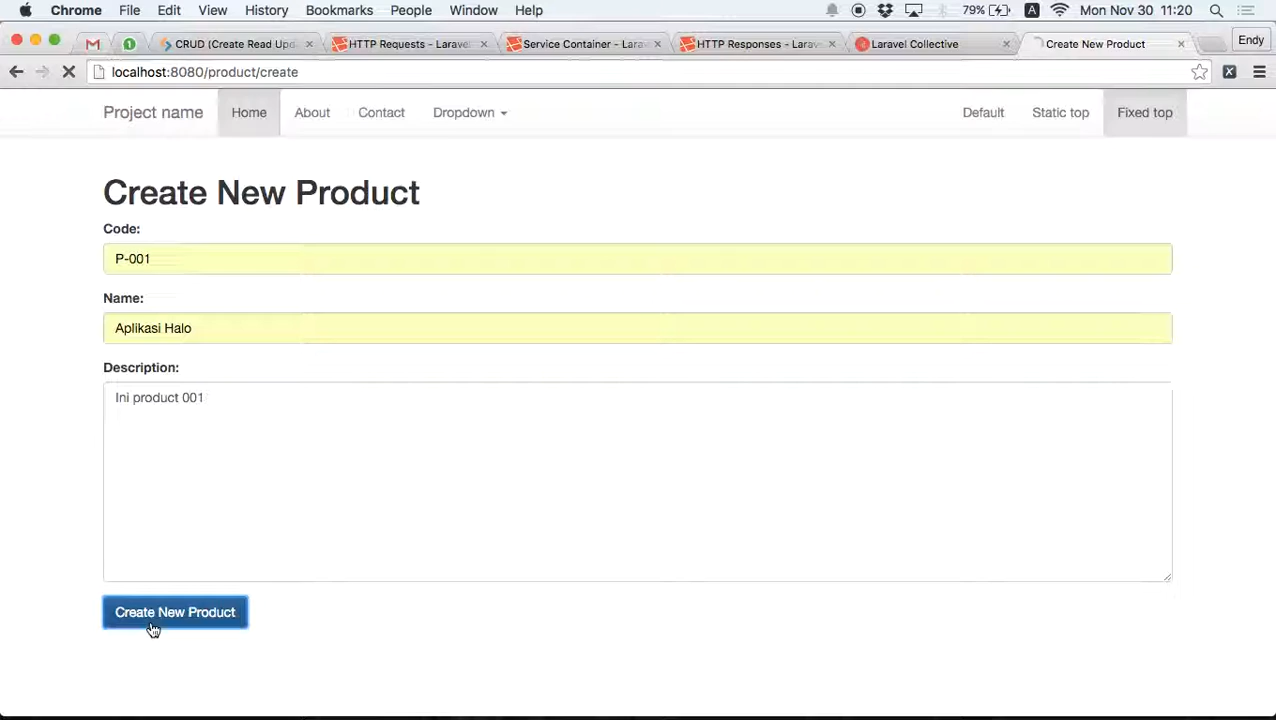 Chrome File Edit View History Bookmarks People Window Help 79% A Mon Nov 30 11:20
CRUD (Create Read Upd HTTP Requests - Larave Service Container - Larav HTTP Responses - Larave Laravel Collective Create New Product Endy
localhost:8080/product/create
Project name Home About Contact Dropdown Default Static top Fixed top
Create New Product
Code:
P-001
Name:
Aplikasi Halo
Description:
Ini product 001
Create New Product